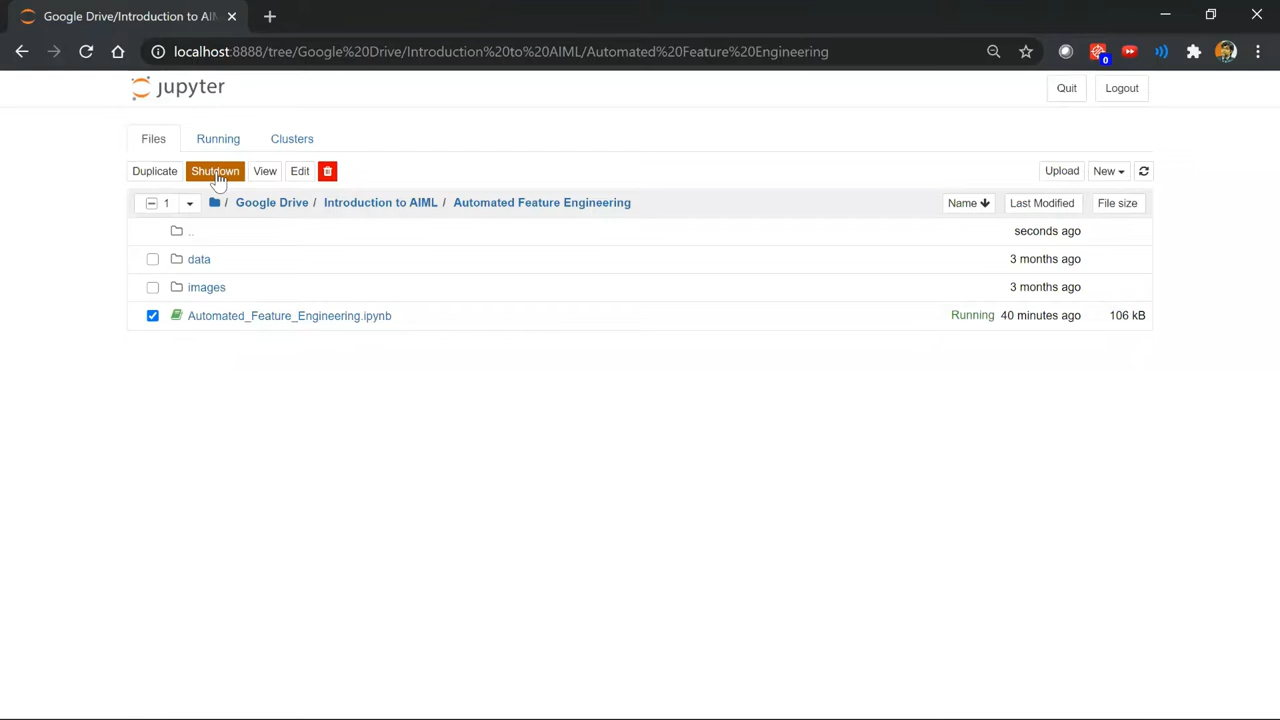 Google Drive/Introduction to AIM
localhost:8888/tree/Google%20Drive/Introduction%20to%20AIML/Automated%20Feature%20Engineering
0
jupyter
Quit
Logout
Files
Running
Clusters
Duplicate
Shutdown
View
Edit
Upload
New
1
/ Google Drive / Introduction to AIML / Automated Feature Engineering
Name
Last Modified
File size
..
seconds ago
data
3 months ago
images
3 months ago
Automated_Feature_Engineering.ipynb
Running 40 minutes ago
106 kB